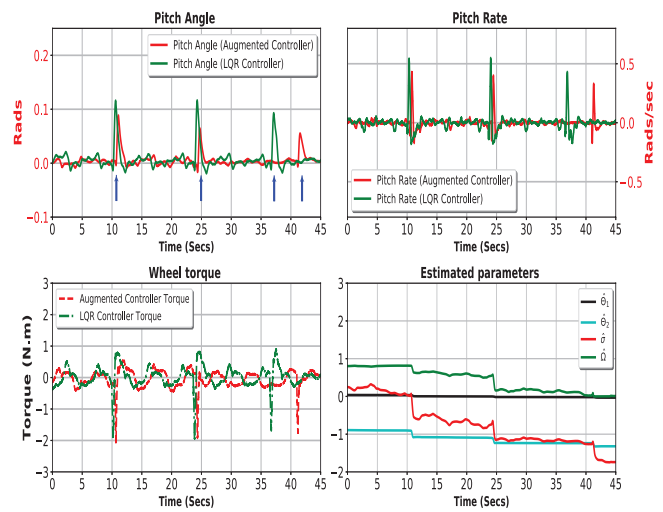 Pitch Angle
0.2
0.1
0.0
−0.1
Rads
Pitch Angle (Augmented Controller)
Pitch Angle (LQR Controller)
0 5 10 15 20 25 30 35 40 45
Time (Secs)
Pitch Rate
0.5
0.0
−0.5
Rads/sec
Pitch Rate (Augmented Controller)
Pitch Rate (LQR Controller)
0 5 10 15 20 25 30 35 40 45
Time (Secs)
Wheel torque
3
2
1
0
−1
−2
−3
Torque (N.m)
Augmented Controller Torque
LQR Controller Torque
0 5 10 15 20 25 30 35 40 45
Time (Secs)
Estimated parameters
3
2
1
0
−1
−2
θ̂₁
θ̂₂
σ̂
Ω̂
0 5 10 15 20 25 30 35 40 45
Time (Secs)